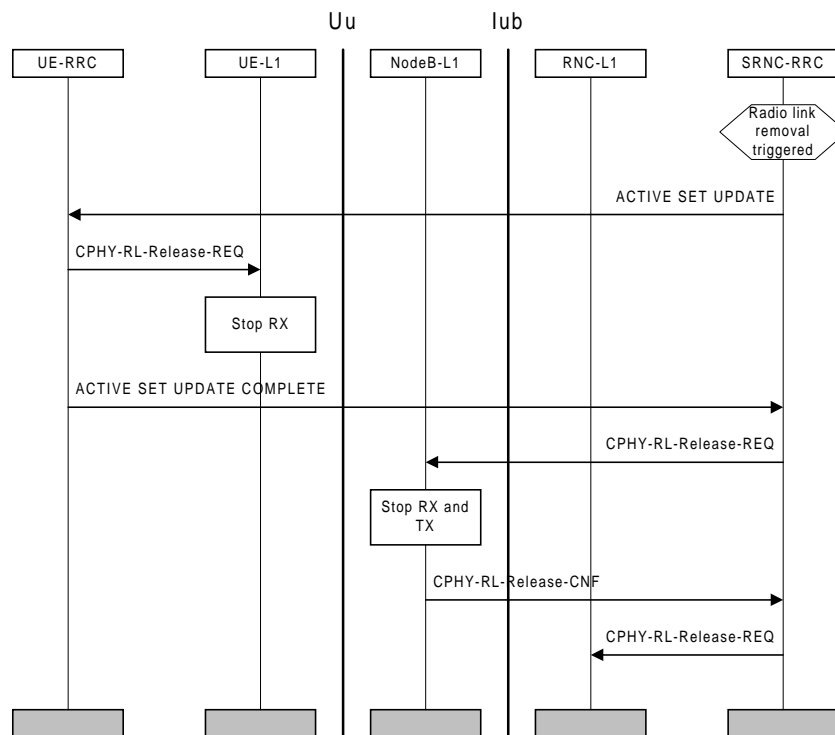 Uu Iub
UE-RRC UE-L1 NodeB-L1 RNC-L1 SRNC-RRC
Radio link
removal
triggered
ACTIVE SET UPDATE
CPHY-RL-Release-REQ
Stop RX
ACTIVE SET UPDATE COMPLETE
CPHY-RL-Release-REQ
Stop RX and
TX
CPHY-RL-Release-CNF
CPHY-RL-Release-REQ